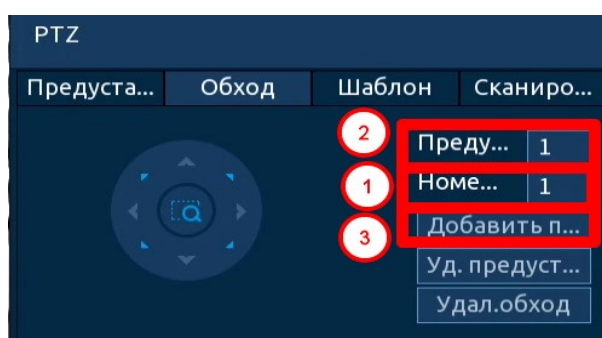 PTZ
Предуста... Обход Шаблон Сканиро...
2 Преду... 1
1 Номе... 1
3 Добавить п...
Уд. предуст...
Удал.обход